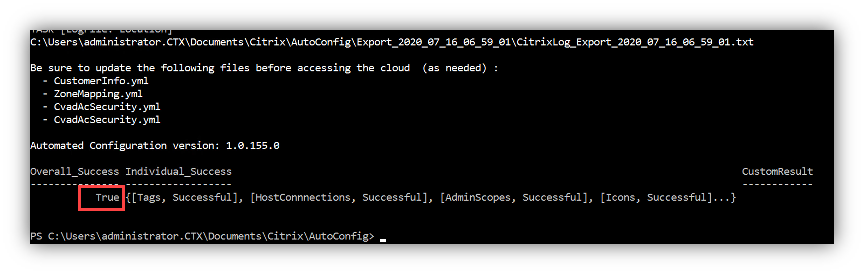 TASK [LogFile: Location]
C:\Users\administrator.CTX\Documents\Citrix\AutoConfig\Export_2020_07_16_06_59_01\CitrixLog_Export_2020_07_16_06_59_01.txt
Be sure to update the following files before accessing the cloud  (as needed) :
- CustomerInfo.yml
- ZoneMapping.yml
- CvadAcSecurity.yml
- CvadAcSecurity.yml
Automated Configuration version: 1.0.155.0
Overall_Success Individual_Success CustomResult
--------------- ------------------ ------------
True {[Tags, Successful], [HostConnnections, Successful], [AdminScopes, Successful], [Icons, Successful]...}
PS C:\Users\administrator.CTX\Documents\Citrix\AutoConfig> _